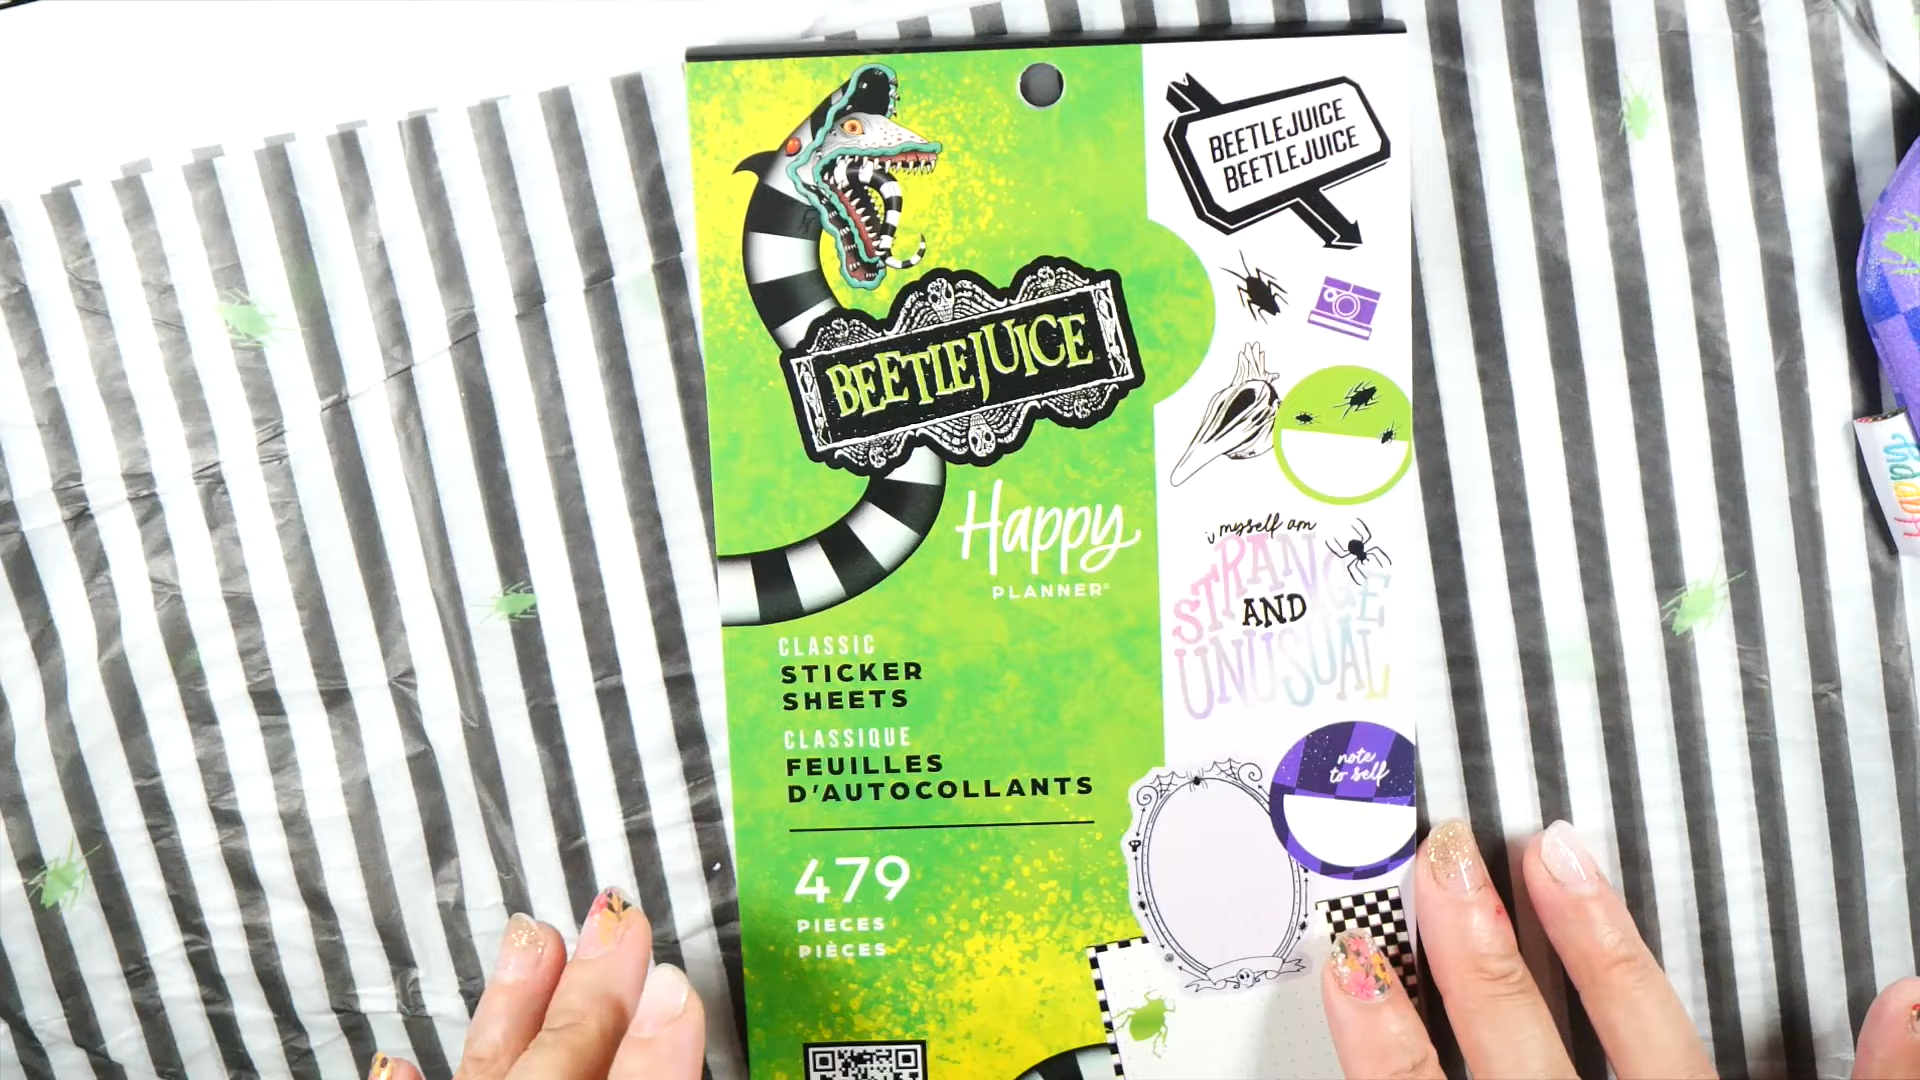 BEETLEJUICE
BEETLEJUICE
BEETLEJUICE
Happy
PLANNER®
CLASSIC
STICKER
SHEETS
CLASSIQUE
FEUILLES
D'AUTOCOLLANTS
479
PIECES
PIÈCES
i myself am
STRANGE
AND
UNUSUAL
note
to self
Happy